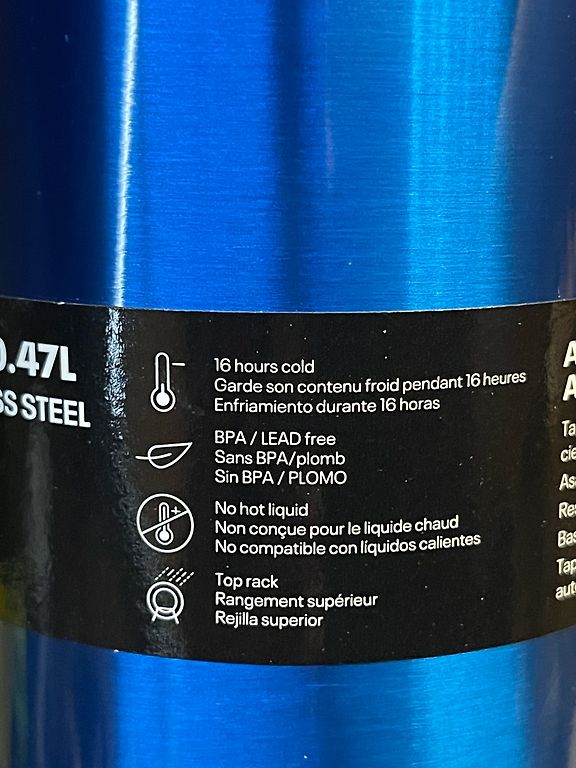 0.47L
SS STEEL
16 hours cold
Garde son contenu froid pendant 16 heures
Enfriamiento durante 16 horas
BPA / LEAD free
Sans BPA/plomb
Sin BPA / PLOMO
No hot liquid
Non conçue pour le liquide chaud
No compatible con líquidos calientes
Top rack
Rangement supérieur
Rejilla superior